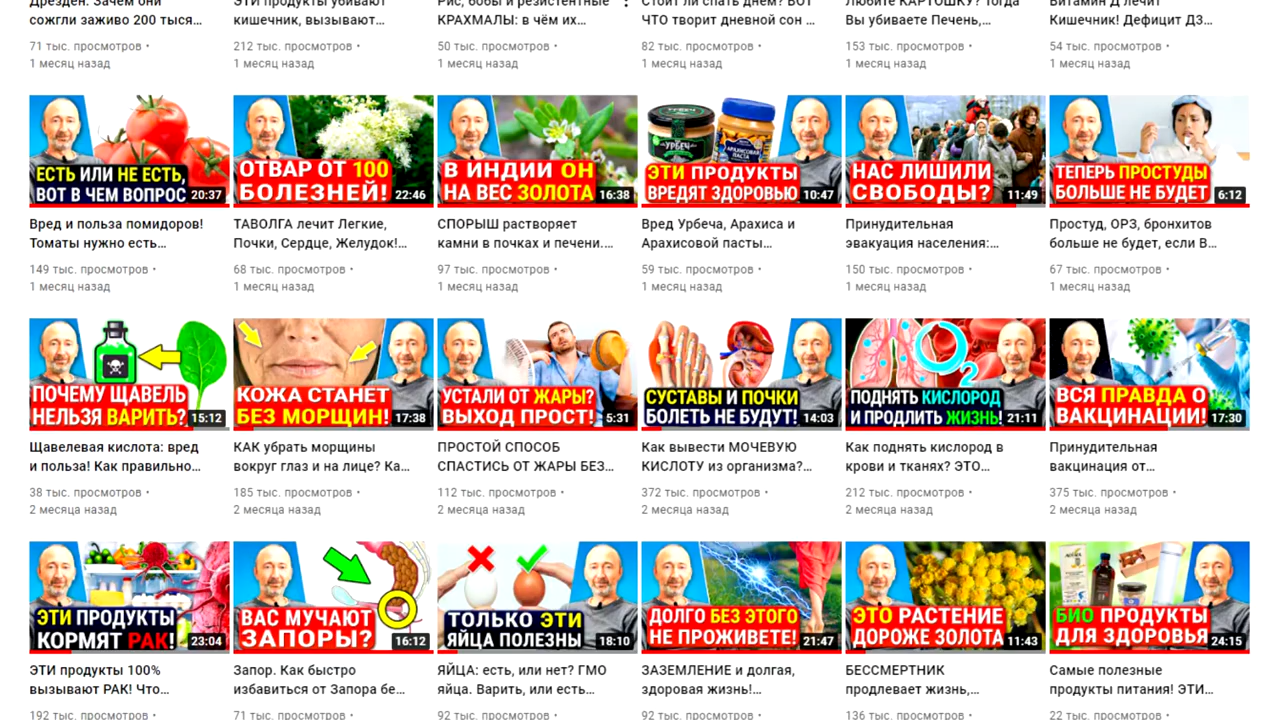 Дрезден. Зачем они
сожгли заживо 200 тыся...
71 тыс. просмотров •
1 месяц назад
ЭТИ продукты убивают
кишечник, вызывают...
212 тыс. просмотров •
1 месяц назад
Рис, бобы и резистентные
КРАХМАЛЫ: в чём их...
50 тыс. просмотров •
1 месяц назад
Стоит ли спать днем? ВОТ
ЧТО творит дневной сон ...
82 тыс. просмотров •
1 месяц назад
Любите КАРТОШКУ? Тогда
Вы убиваете Печень,...
153 тыс. просмотров •
1 месяц назад
Витамин Д лечит
Кишечник! Дефицит Д3...
54 тыс. просмотров •
1 месяц назад
ЕСТЬ ИЛИ НЕ ЕСТЬ,
ВОТ В ЧЕМ ВОПРОС
20:37
Вред и польза помидоров!
Томаты нужно есть...
149 тыс. просмотров •
1 месяц назад
ОТВАР ОТ 100
БОЛЕЗНЕЙ!
22:46
ТАВОЛГА лечит Легкие,
Почки, Сердце, Желудок!...
68 тыс. просмотров •
1 месяц назад
В ИНДИИ ОН
НА ВЕС ЗОЛОТА
16:38
СПОРЫШ растворяет
камни в почках и печени....
97 тыс. просмотров •
1 месяц назад
УРБЕЧ
АРАХИСОВАЯ
ПАСТА
ЭТИ ПРОДУКТЫ
ВРЕДЯТ ЗДОРОВЬЮ
10:47
Вред Урбеча, Арахиса и
Арахисовой пасты...
59 тыс. просмотров •
1 месяц назад
НАС ЛИШИЛИ
СВОБОДЫ?
11:49
Принудительная
эвакуация населения:...
150 тыс. просмотров •
1 месяц назад
ТЕПЕРЬ ПРОСТУДЫ
БОЛЬШЕ НЕ БУДЕТ
6:12
Простуд, ОРЗ, бронхитов
больше не будет, если В...
67 тыс. просмотров •
1 месяц назад
ПОЧЕМУ ЩАВЕЛЬ
НЕЛЬЗЯ ВАРИТЬ?
15:12
Щавелевая кислота: вред
и польза! Как правильно...
38 тыс. просмотров •
2 месяца назад
КОЖА СТАНЕТ
БЕЗ МОРЩИН!
17:38
КАК убрать морщины
вокруг глаз и на лице? Ка...
185 тыс. просмотров •
2 месяца назад
УСТАЛИ ОТ ЖАРЫ?
ВЫХОД ПРОСТ!
5:31
ПРОСТОЙ СПОСОБ
СПАСТИСЬ ОТ ЖАРЫ БЕЗ...
112 тыс. просмотров •
2 месяца назад
СУСТАВЫ И ПОЧКИ
БОЛЕТЬ НЕ БУДУТ!
14:03
Как вывести МОЧЕВУЮ
КИСЛОТУ из организма?...
372 тыс. просмотров •
2 месяца назад
O2
ПОДНЯТЬ КИСЛОРОД
И ПРОДЛИТЬ ЖИЗНЬ!
21:11
Как поднять кислород в
крови и тканях? ЭТО...
212 тыс. просмотров •
2 месяца назад
ВСЯ ПРАВДА О
ВАКЦИНАЦИИ!
17:30
Принудительная
вакцинация от...
375 тыс. просмотров •
2 месяца назад
ЭТИ ПРОДУКТЫ
КОРМЯТ РАК!
23:04
ЭТИ продукты 100%
вызывают РАК! Что...
192 тыс. просмотров •
ВАС МУЧАЮТ
ЗАПОРЫ?
16:12
Запор. Как быстро
избавиться от Запора бе...
71 тыс. просмотров •
ТОЛЬКО ЭТИ
ЯЙЦА ПОЛЕЗНЫ
18:10
ЯЙЦА: есть, или нет? ГМО
яйца. Варить, или есть...
92 тыс. просмотров •
ДОЛГО БЕЗ ЭТОГО
НЕ ПРОЖИВЕТЕ!
21:47
ЗАЗЕМЛЕНИЕ и долгая,
здоровая жизнь!...
92 тыс. просмотров •
ЭТО РАСТЕНИЕ
ДОРОЖЕ ЗОЛОТА
11:43
БЕССМЕРТНИК
продлевает жизнь,...
136 тыс. просмотров •
БИО ПРОДУКТЫ
ДЛЯ ЗДОРОВЬЯ
24:15
Самые полезные
продукты питания! ЭТИ...
22 тыс. просмотров •